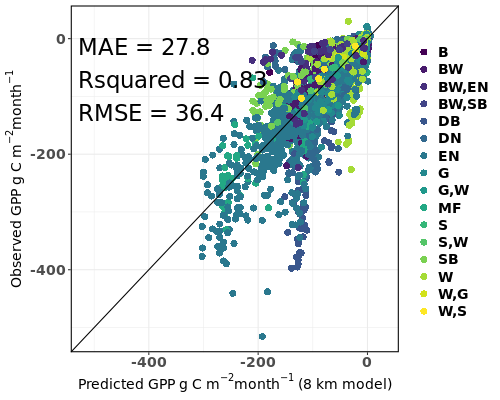 MAE = 27.8
Rsquared = 0.83
RMSE = 36.4
0
-200
-400
Observed GPP g C m⁻²month⁻¹
-400
-200
0
Predicted GPP g C m⁻²month⁻¹ (8 km model)
B
BW
BW,EN
BW,SB
DB
DN
EN
G
G,W
MF
S
S,W
SB
W
W,G
W,S